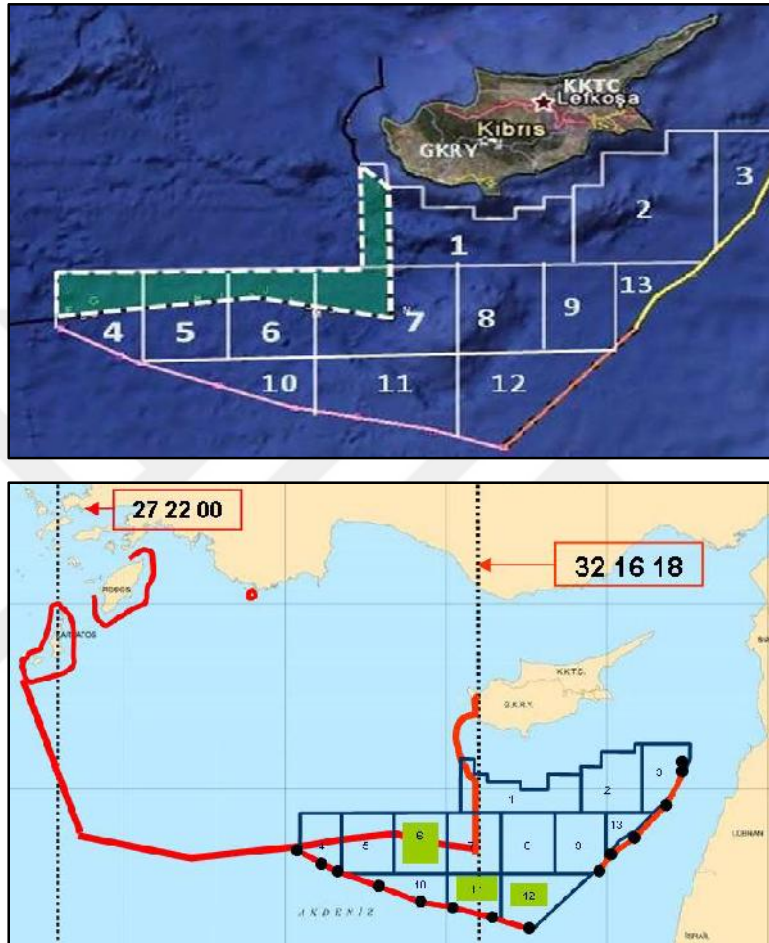 KKTC
Lefkoşa
Kıbrıs
GKRY
3
2
1
13
9
8
7
6
5
4
10
11
12
27 22 00
32 16 18
RODOS
K.K.T.C.
G.K.R.Y.
3
2
1
13
4
5
6
7
9
10
11
12
LÜBNAN
AKDENİZ
İSRAİL